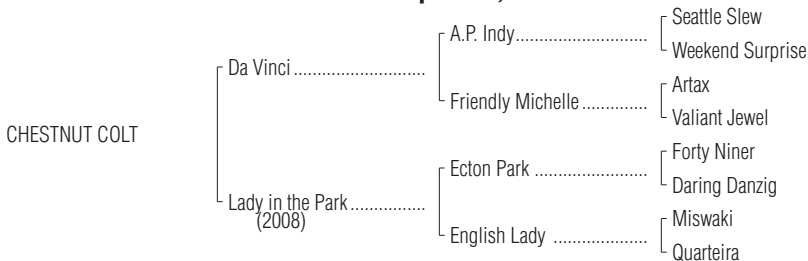 Seattle Slew
A.P. Indy..............................
Weekend Surprise
Da Vinci ..............................
Artax
Friendly Michelle ...............
Valiant Jewel
CHESTNUT COLT
Forty Niner
Ecton Park ..........................
Daring Danzig
Lady in the Park.................
(2008)
Miswaki
English Lady ......................
Quarteira